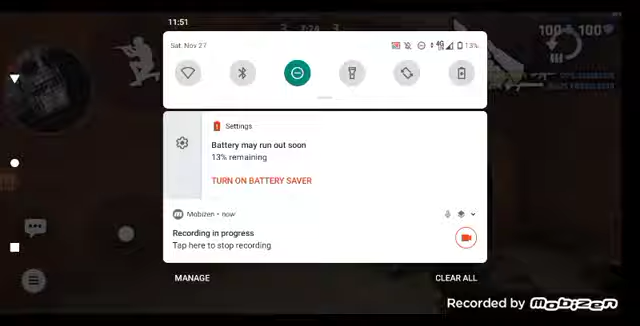 11:51
Sat, Nov 27
4G
13%
Settings
Battery may run out soon
13% remaining
TURN ON BATTERY SAVER
Mobizen • now
Recording in progress
Tap here to stop recording
MANAGE
CLEAR ALL
Recorded by Mobizen